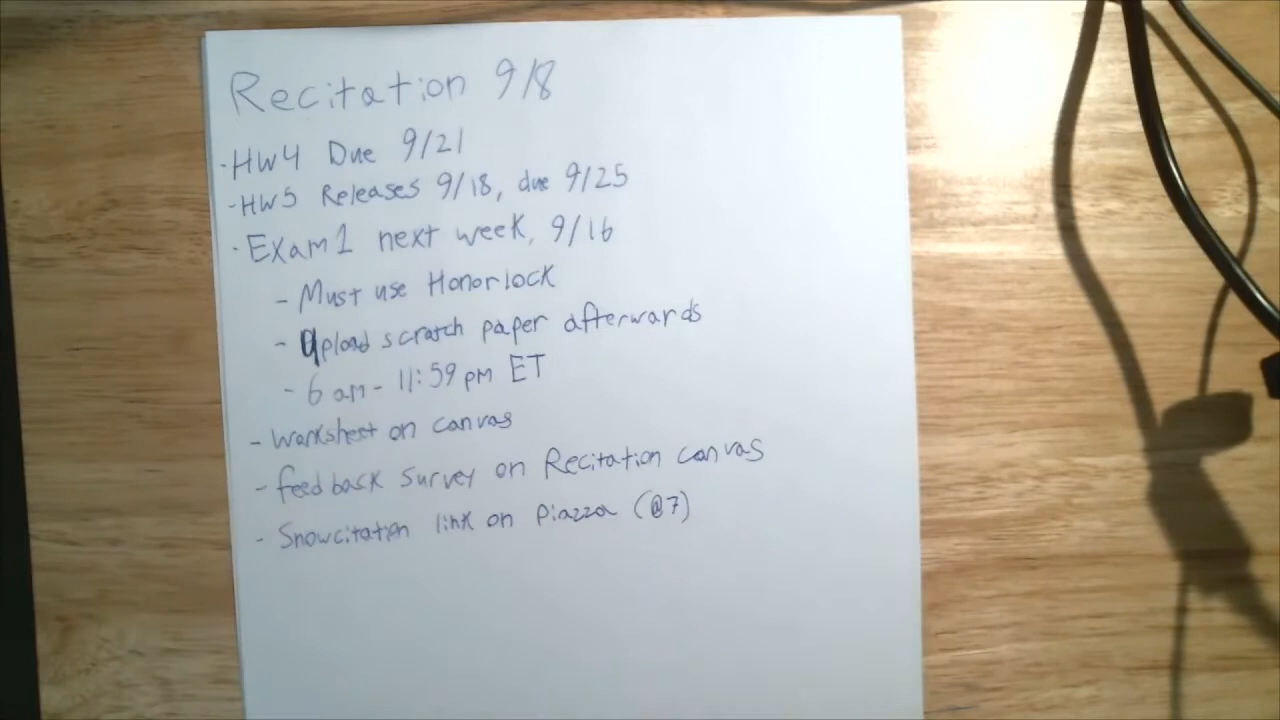 Recitation 9/8
- HW4 Due 9/21
- HW5 Releases 9/18, due 9/25
- Exam 1 next week, 9/16
- Must use Honorlock
- Upload scratch paper afterwards
- 6 am - 11:59 pm ET
- Worksheet on canvas
- feedback survey on Recitation canvas
- Snowcitation link on Piazza (@7)